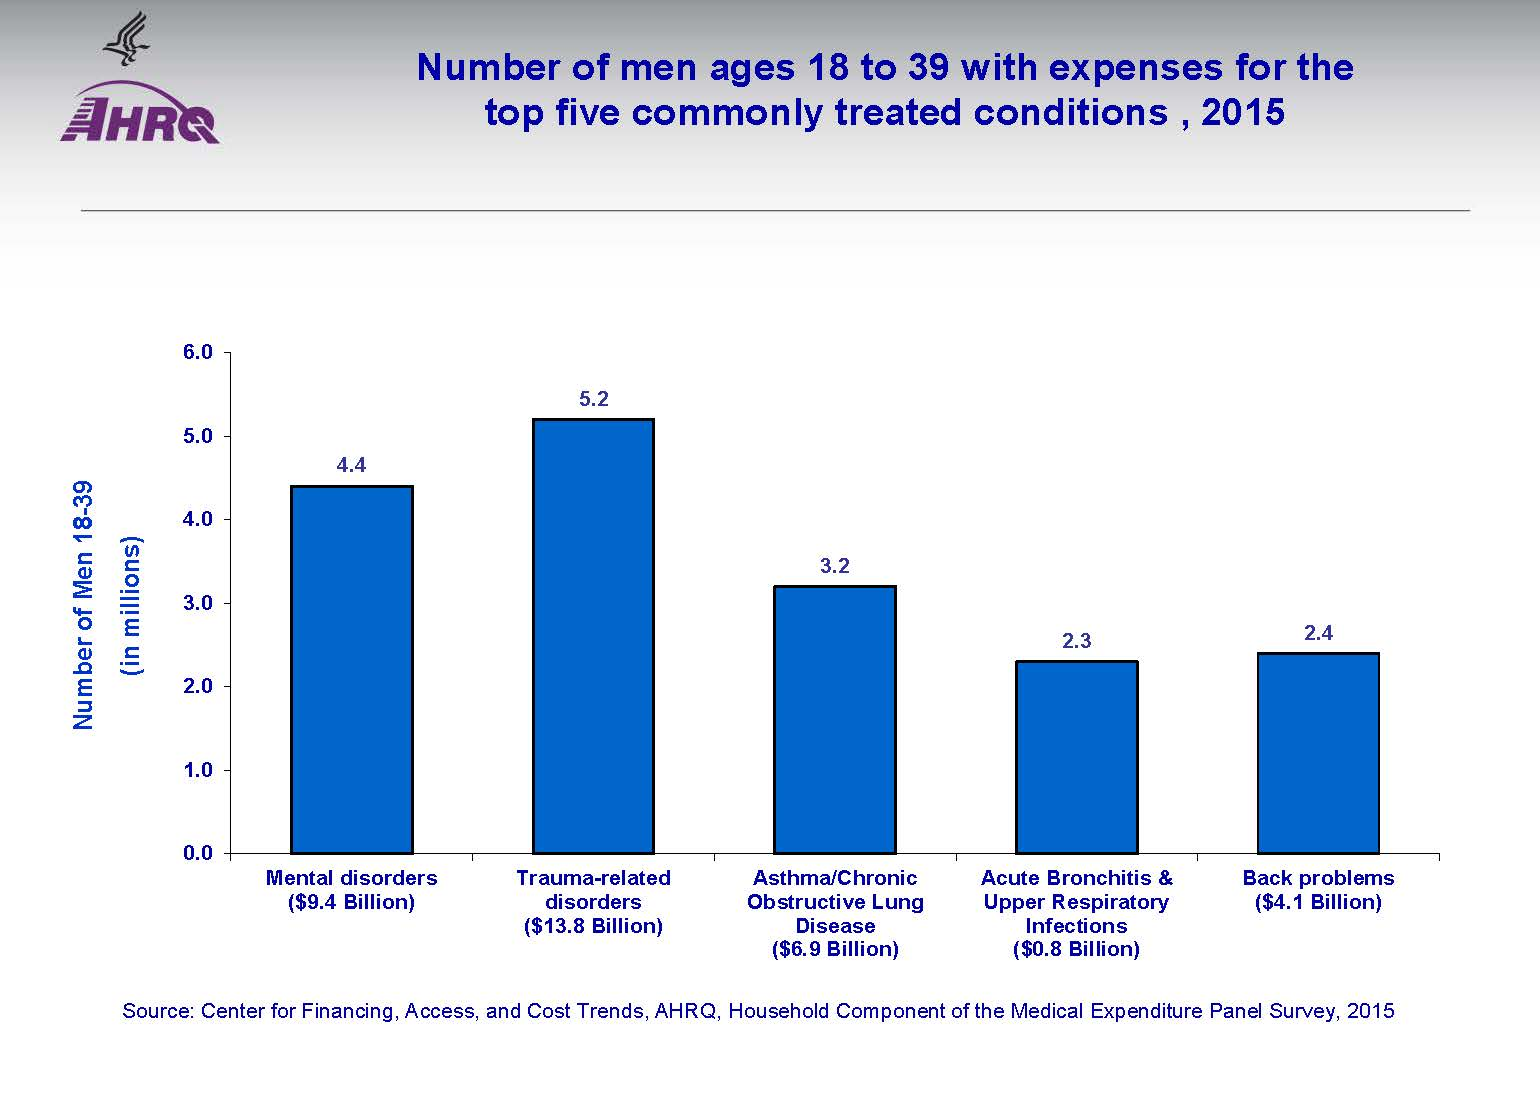 AHRQ
Number of men ages 18 to 39 with expenses for the
top five commonly treated conditions , 2015
Number of Men 18-39
(in millions)
6.0
5.0
4.0
3.0
2.0
1.0
0.0
4.4
5.2
3.2
2.3
2.4
Mental disorders
($9.4 Billion)
Trauma-related
disorders
($13.8 Billion)
Asthma/Chronic
Obstructive Lung
Disease
($6.9 Billion)
Acute Bronchitis &
Upper Respiratory
Infections
($0.8 Billion)
Back problems
($4.1 Billion)
Source: Center for Financing, Access, and Cost Trends, AHRQ, Household Component of the Medical Expenditure Panel Survey, 2015